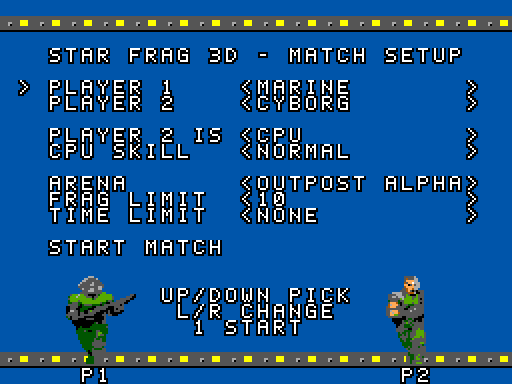 STAR FRAG 3D - MATCH SETUP
> PLAYER 1 <MARINE >
PLAYER 2 <CYBORG >
PLAYER 2 IS <CPU >
CPU SKILL <NORMAL >
ARENA <OUTPOST ALPHA>
FRAG LIMIT <10 >
TIME LIMIT <NONE >
START MATCH
UP/DOWN PICK
L/R CHANGE
1 START
P1 P2